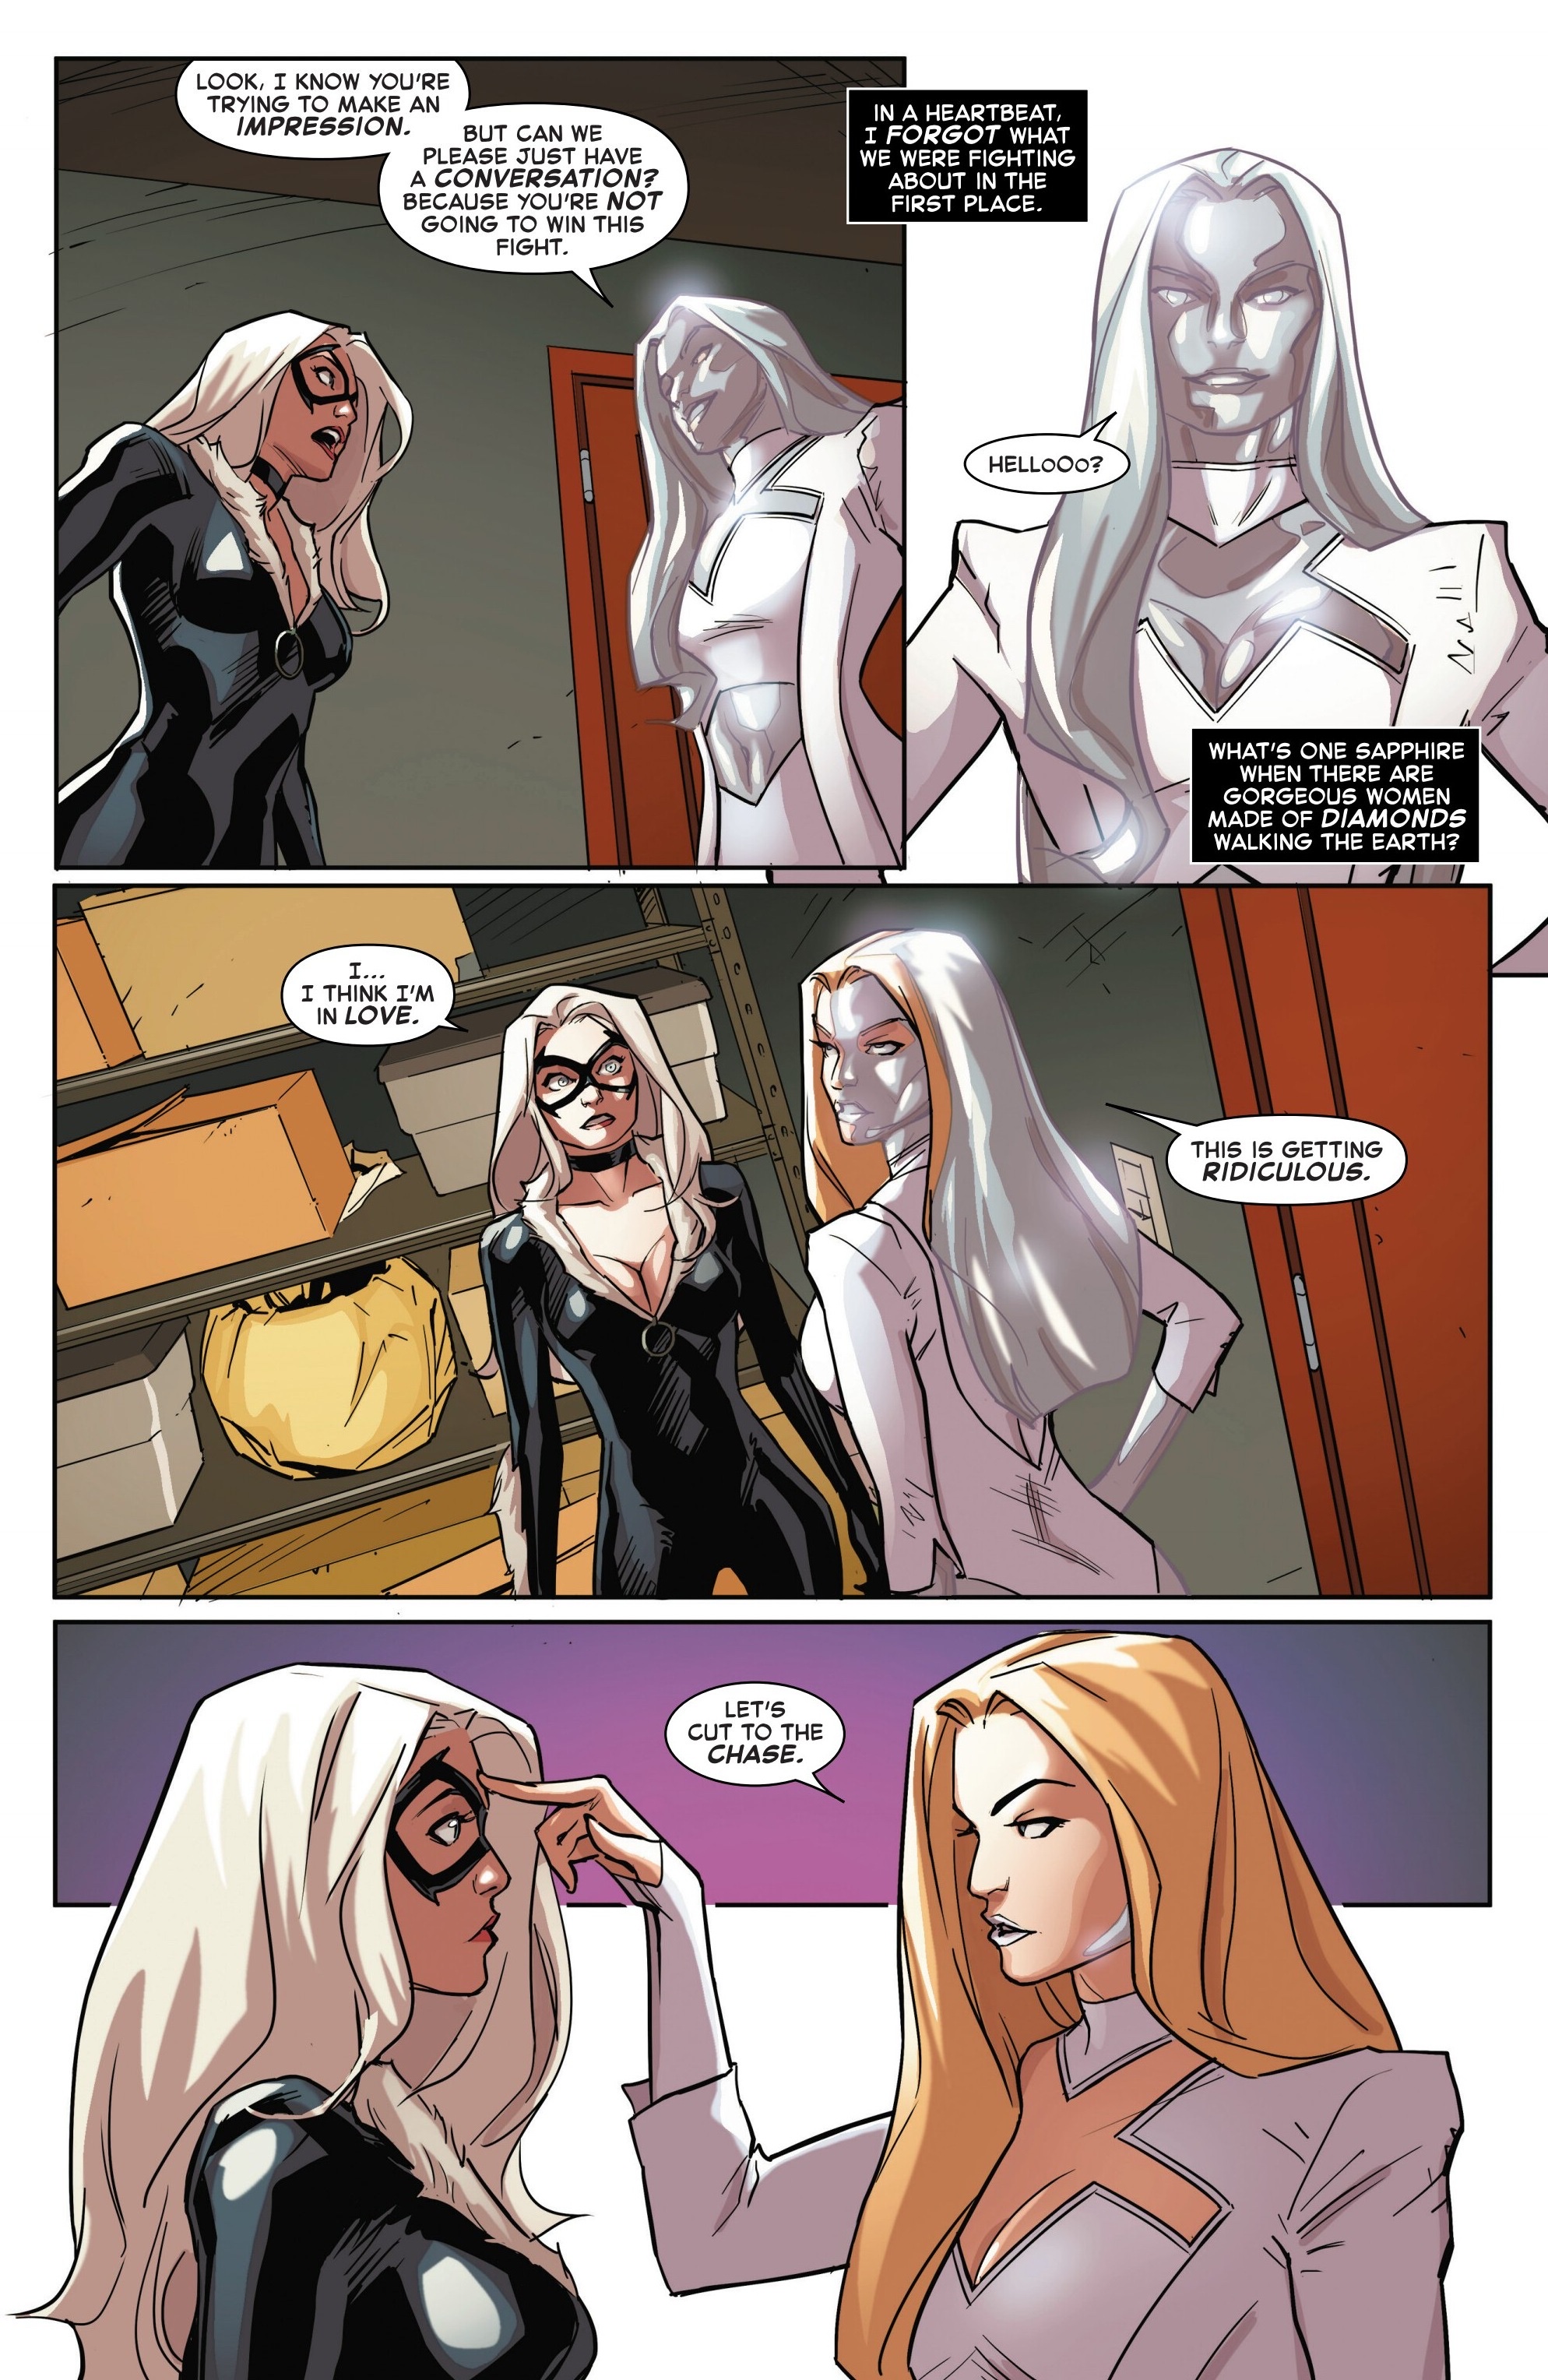 LOOK, I KNOW YOU'RE
TRYING TO MAKE AN
IMPRESSION.
BUT CAN WE
PLEASE JUST HAVE
A CONVERSATION?
BECAUSE YOU'RE NOT
GOING TO WIN THIS
FIGHT.
IN A HEARTBEAT,
I FORGOT WHAT
WE WERE FIGHTING
ABOUT IN THE
FIRST PLACE.
HELLoOo?
WHAT'S ONE SAPPHIRE
WHEN THERE ARE
GORGEOUS WOMEN
MADE OF DIAMONDS
WALKING THE EARTH?
I...
I THINK I'M
IN LOVE.
THIS IS GETTING
RIDICULOUS.
LET'S
CUT TO THE
CHASE.